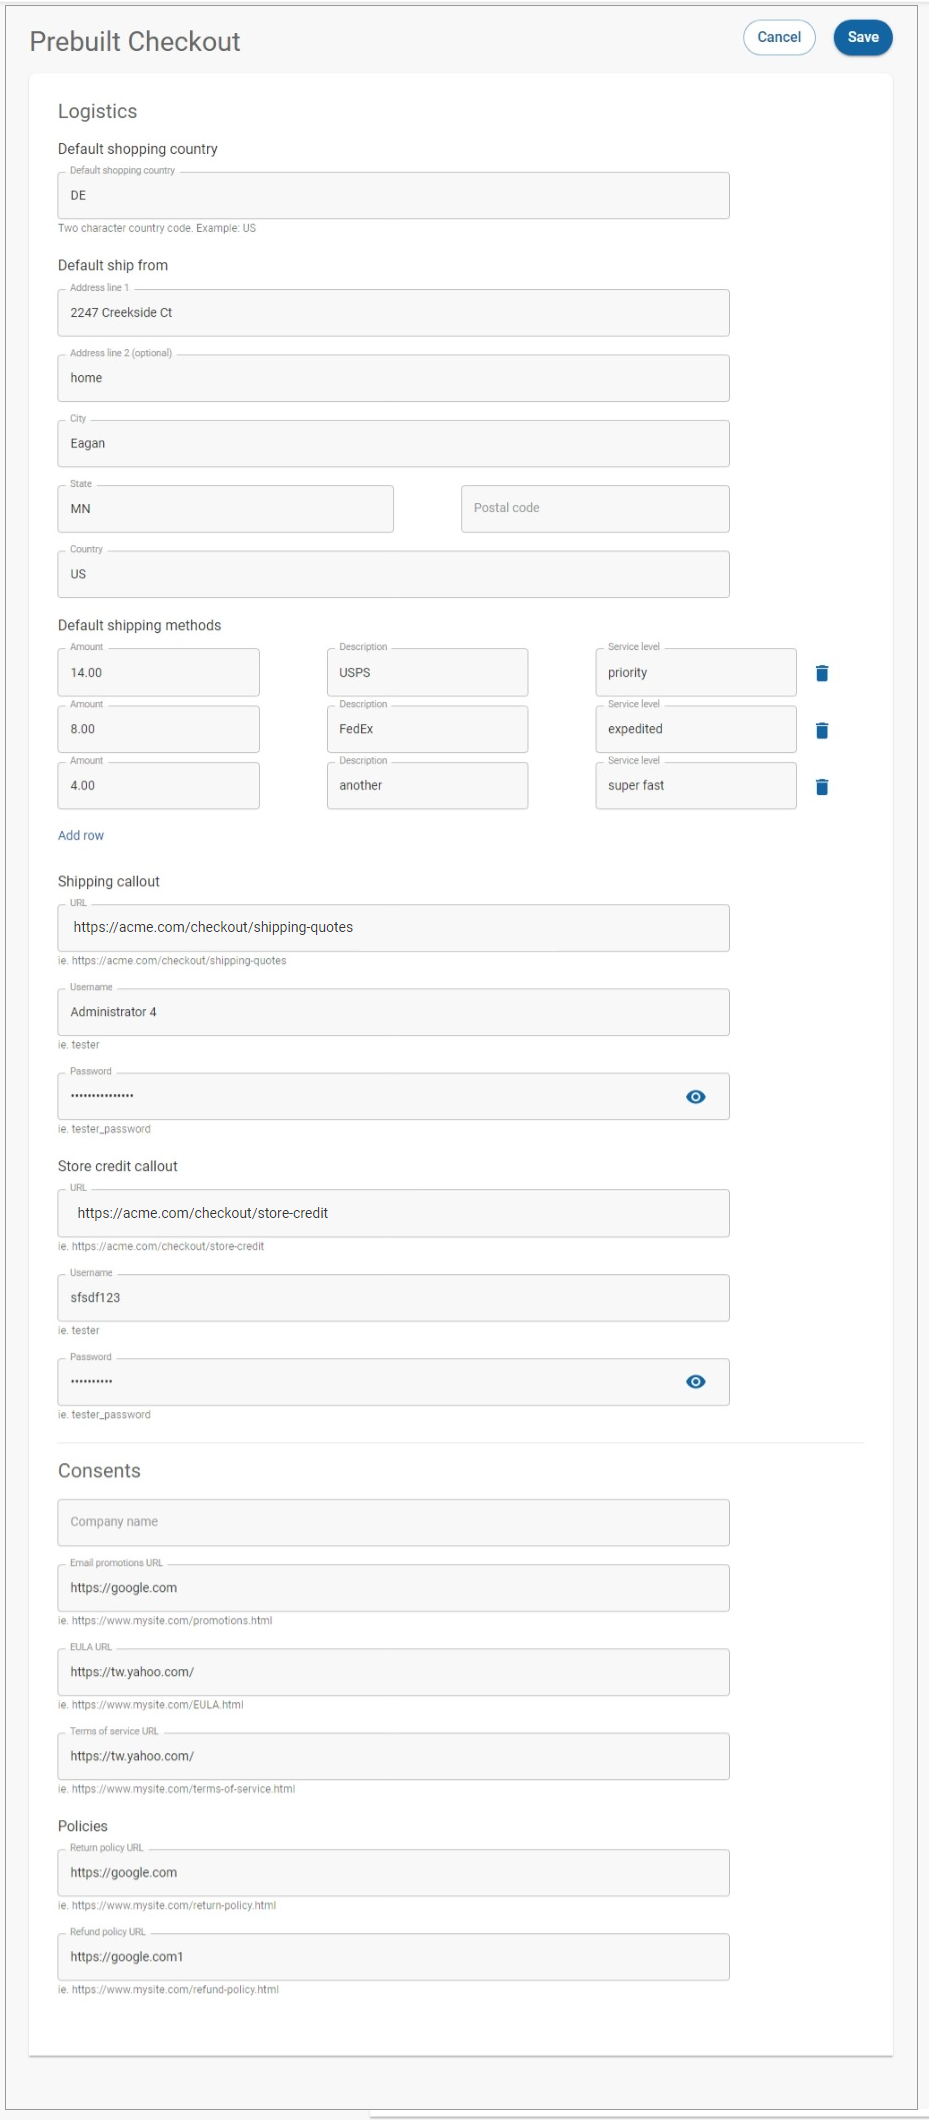 Prebuilt Checkout
Cancel
Save
Logistics
Default shopping country
Default shopping country
DE
Two character country code. Example: US
Default ship from
Address line 1
2247 Creekside Ct
Address line 2 (optional)
home
City
Eagan
State
MN
Postal code
Country
US
Default shipping methods
Amount Description Service level
14.00 USPS priority
Amount Description Service level
8.00 FedEx expedited
Amount Description Service level
4.00 another super fast
Add row
Shipping callout
URL
https://acme.com/checkout/shipping-quotes
ie. https://acme.com/checkout/shipping-quotes
Username
Administrator 4
ie. tester
Password
•••••••••••••••
ie. tester_password
Store credit callout
URL
https://acme.com/checkout/store-credit
ie. https://acme.com/checkout/store-credit
Username
sfsdf123
ie. tester
Password
••••••••••
ie. tester_password
Consents
Company name
Email promotions URL
https://google.com
ie. https://www.mysite.com/promotions.html
EULA URL
https://tw.yahoo.com/
ie. https://www.mysite.com/EULA.html
Terms of service URL
https://tw.yahoo.com/
ie. https://www.mysite.com/terms-of-service.html
Policies
Return policy URL
https://google.com
ie. https://www.mysite.com/return-policy.html
Refund policy URL
https://google.com1
ie. https://www.mysite.com/refund-policy.html